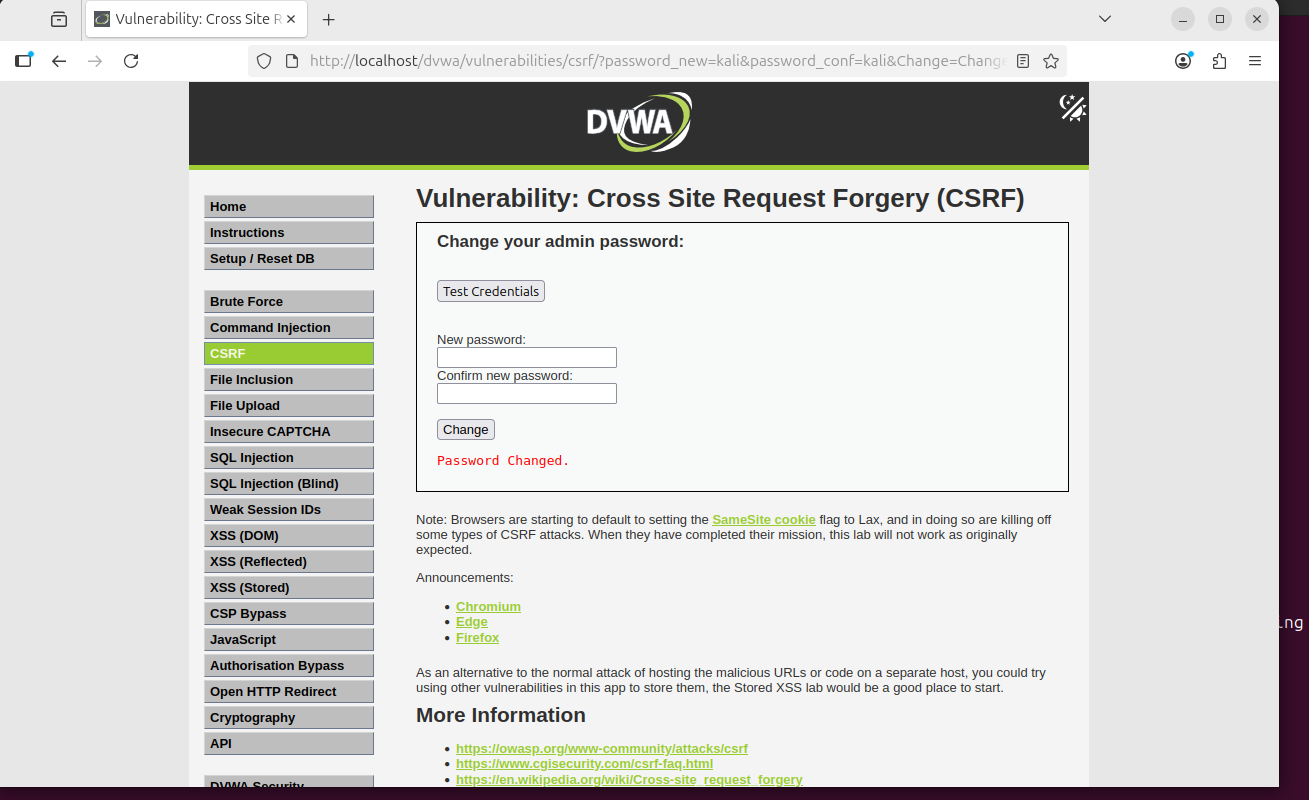 Vulnerability: Cross Site R
http://localhost/dvwa/vulnerabilities/csrf/?password_new=kali&password_conf=kali&Change=Change
DVWA
Home
Instructions
Setup / Reset DB
Brute Force
Command Injection
CSRF
File Inclusion
File Upload
Insecure CAPTCHA
SQL Injection
SQL Injection (Blind)
Weak Session IDs
XSS (DOM)
XSS (Reflected)
XSS (Stored)
CSP Bypass
JavaScript
Authorisation Bypass
Open HTTP Redirect
Cryptography
API
DVWA Security
Vulnerability: Cross Site Request Forgery (CSRF)
Change your admin password:
Test Credentials
New password:
Confirm new password:
Change
Password Changed.
Note: Browsers are starting to default to setting the SameSite cookie flag to Lax, and in doing so are killing off
some types of CSRF attacks. When they have completed their mission, this lab will not work as originally
expected.
Announcements:
Chromium
Edge
Firefox
As an alternative to the normal attack of hosting the malicious URLs or code on a separate host, you could try
using other vulnerabilities in this app to store them, the Stored XSS lab would be a good place to start.
More Information
https://owasp.org/www-community/attacks/csrf
https://www.cgisecurity.com/csrf-faq.html
https://en.wikipedia.org/wiki/Cross-site_request_forgery